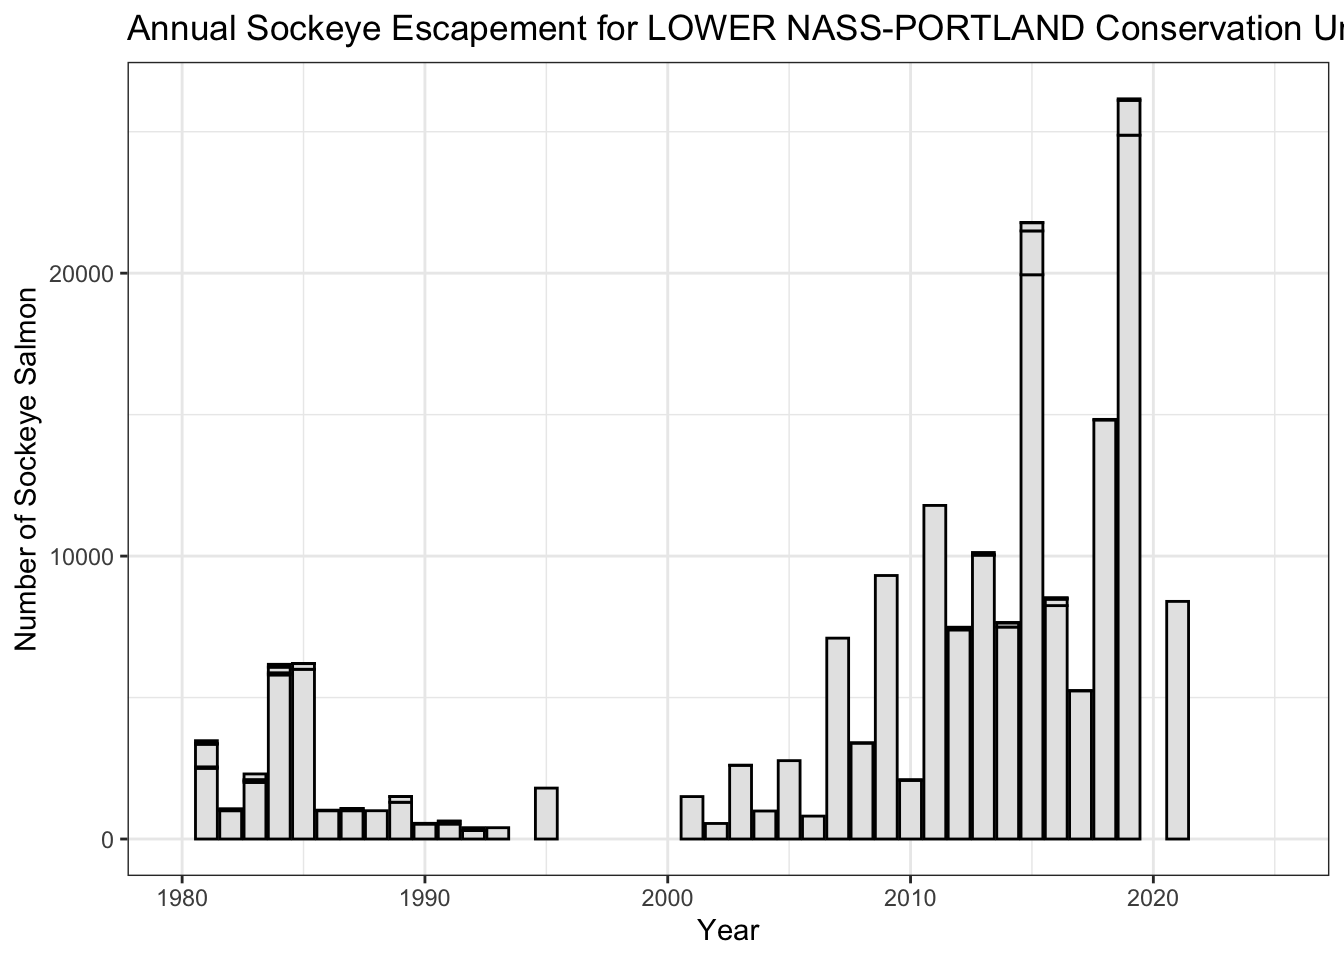 Annual Sockeye Escapement for LOWER NASS-PORTLAND Conservation
Number of Sockeye Salmon
20000
10000
0
1980 1990 2000 2010 2020
Year